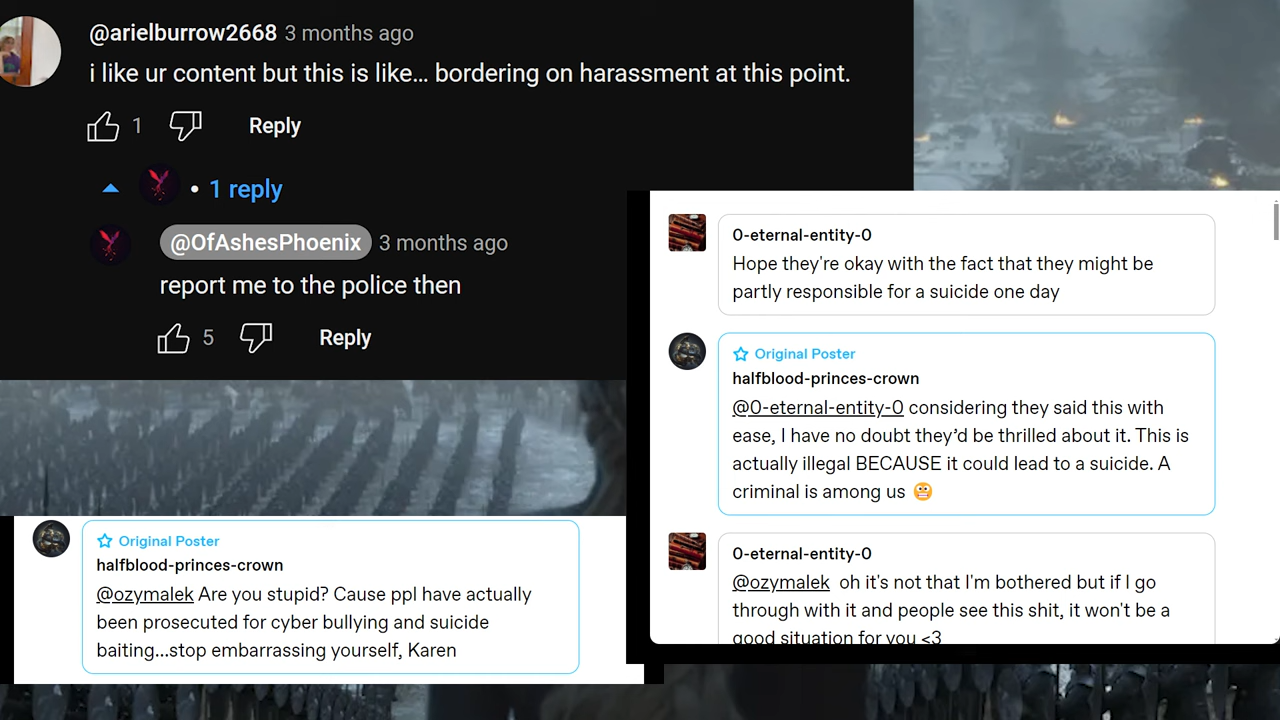 @arielburrow2668 3 months ago
i like ur content but this is like... bordering on harassment at this point.
1 Reply
• 1 reply
@OfAshesPhoenix 3 months ago
report me to the police then
5 Reply
0-eternal-entity-0
Hope they're okay with the fact that they might be
partly responsible for a suicide one day
Original Poster
halfblood-princes-crown
@0-eternal-entity-0 considering they said this with
ease, I have no doubt they’d be thrilled about it. This is
actually illegal BECAUSE it could lead to a suicide. A
criminal is among us 😬
0-eternal-entity-0
@ozymalek oh it's not that I'm bothered but if I go
through with it and people see this shit, it won't be a
good situation for you <3
Original Poster
halfblood-princes-crown
@ozymalek Are you stupid? Cause ppl have actually
been prosecuted for cyber bullying and suicide
baiting...stop embarrassing yourself, Karen